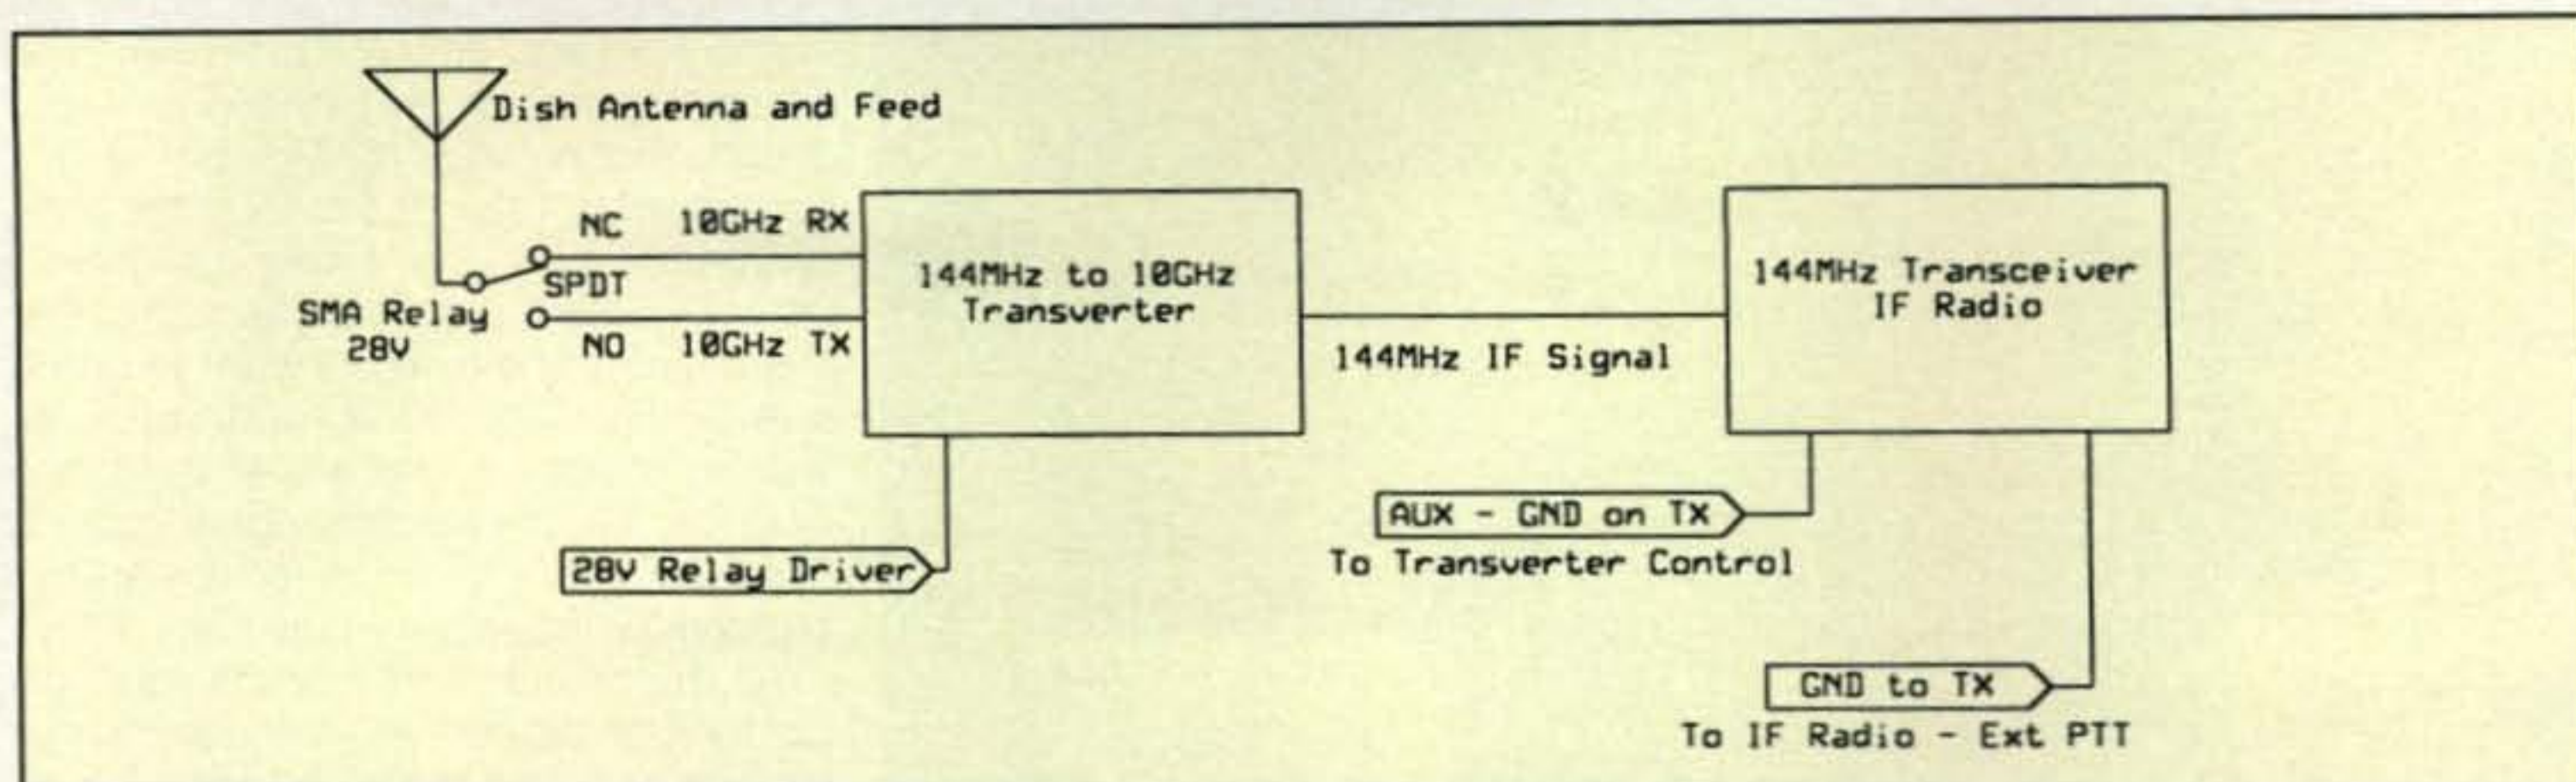 Dish Antenna and Feed
NC 10GHz RX
SPDT
SMA Relay
28V
NO 10GHz TX
144MHz to 10GHz
Transverter
144MHz IF Signal
144MHz Transceiver
IF Radio
AUX - GND on TX
To Transverter Control
28V Relay Driver
GND to TX
To IF Radio - Ext PTT